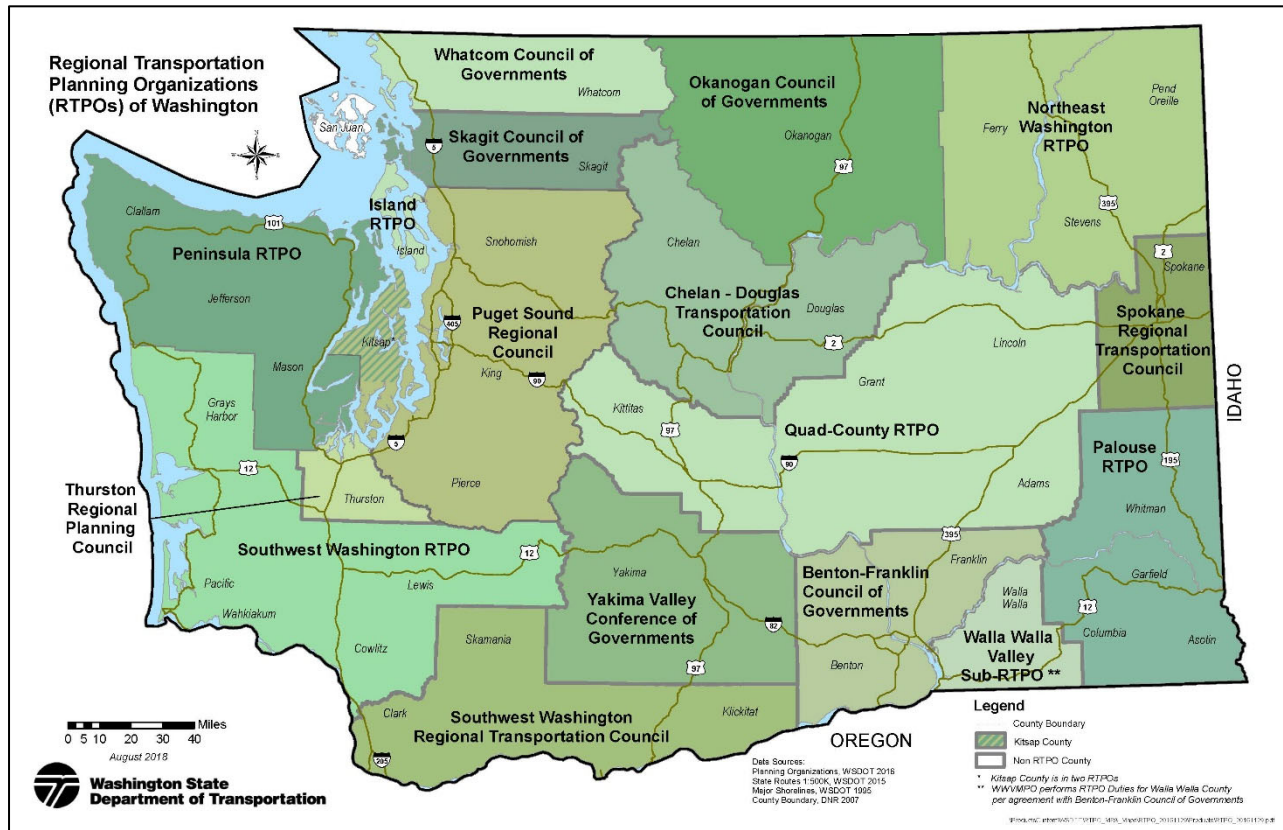 Regional Transportation
Planning Organizations
(RTPOs) of Washington
Whatcom Council of
Governments
Whatcom
Okanogan Council
of Governments
Okanogan
97
Pend
Oreille
Ferry
Northeast
Washington
RTPO
395
Stevens
San Juan
5
Skagit Council of
Governments
Skagit
Clallam
101
Peninsula RTPO
Jefferson
Mason
Island
RTPO
Island
Snohomish
Kitsap*
405
Puget Sound
Regional
Council
King
90
Pierce
Chelan
Chelan - Douglas
Transportation
Council
Douglas
2
2
Spokane
Spokane
Regional
Transportation
Council
Lincoln
Grant
Kittitas
97
Quad-County RTPO
90
Adams
IDAHO
Palouse
RTPO
195
Whitman
Garfield
12
Columbia
Asotin
Grays
Harbor
12
5
Thurston
Thurston
Regional
Planning
Council
Southwest Washington RTPO
12
Pacific
Lewis
Wahkiakum
Cowlitz
Yakima
Yakima Valley
Conference of
Governments
82
97
395
Franklin
Benton-Franklin
Council of
Governments
Benton
Walla
Walla
Walla Walla
Valley
Sub-RTPO **
Skamania
Clark
Klickitat
Southwest Washington
Regional Transportation Council
205
OREGON
Miles
0 5 10 20 30 40
August 2018
Washington State
Department of Transportation
Data Sources:
Planning Organizations, WSDOT 2016
State Routes 1:500K, WSDOT 2015
Major Shorelines, WSDOT 1995
County Boundary, DNR 2007
Legend
County Boundary
Kitsap County
Non RTPO County
* Kitsap County is in two RTPOs
** WWVMPO performs RTPO Duties for Walla Walla County
per agreement with Benton-Franklin Council of Governments